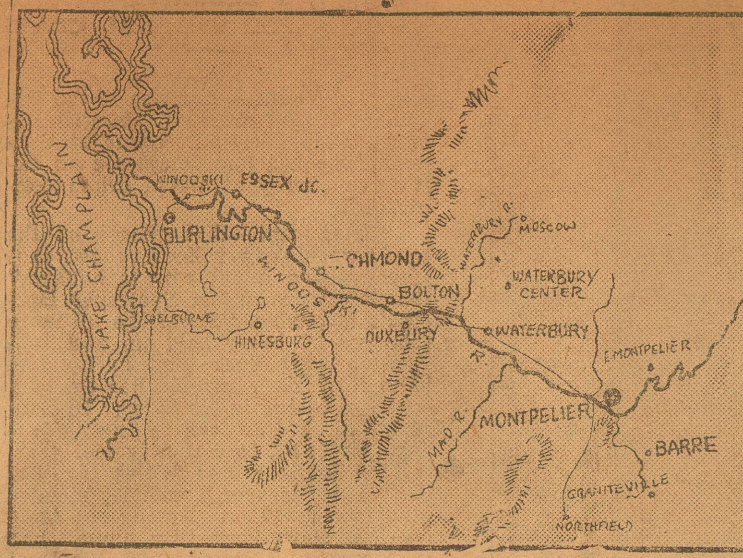 WINOOSKI
ESSEX JC.
BURLINGTON
LAKE CHAMPLAIN
WINOOSKI R.
CHMOND
BOLTON
WATERBURY R.
MOSCOW
WATERBURY
CENTER
SHELBURNE
HINESBURG
DUXBURY
WATERBURY
E.MONTPELIER
MONTPELIER
MAD R.
BARRE
GRANITEVILLE
NORTHFIELD